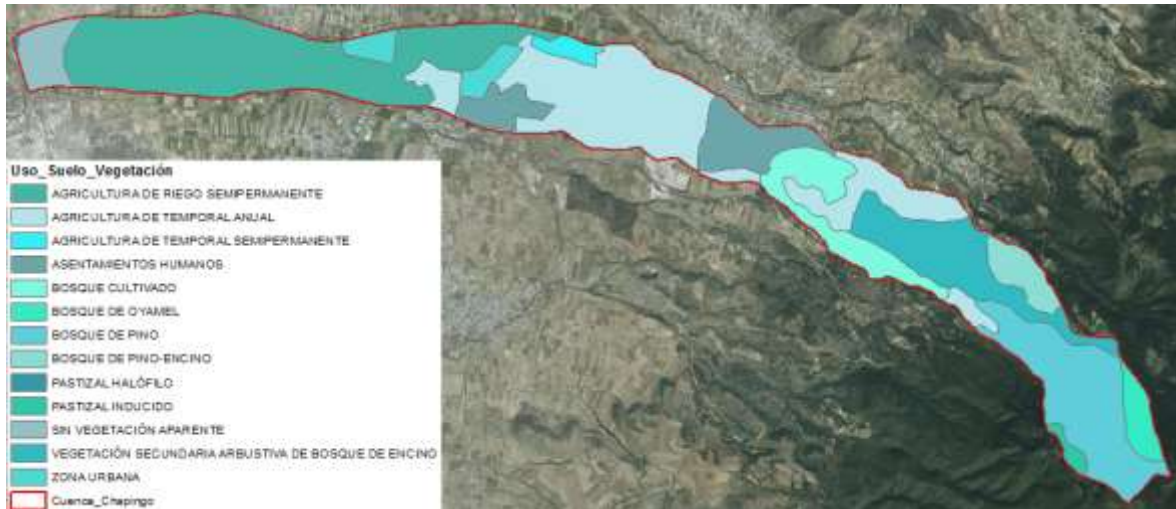 Uso_Suelo_Vegetación
AGRICULTURA DE RIEGO SEMIPERMANENTE
AGRICULTURA DE TEMPORAL ANUAL
AGRICULTURA DE TEMPORAL SEMIPERMANENTE
ASENTAMIENTOS HUMANOS
BOSQUE CULTIVADO
BOSQUE DE OYAMEL
BOSQUE DE PINO
BOSQUE DE PINO-ENCINO
PASTIZAL HALÓFILO
PASTIZAL INDUCIDO
SIN VEGETACIÓN APARENTE
VEGETACIÓN SECUNDARIA ARBUSTIVA DE BOSQUE DE ENCINO
ZONA URBANA
Cuenca_Chapingo